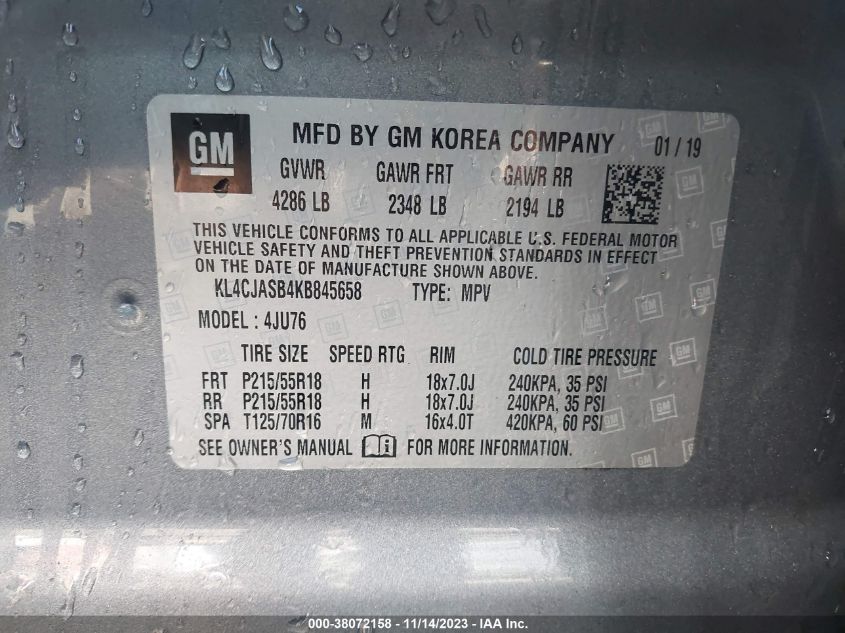 GM
MFD BY GM KOREA COMPANY 01 / 19
GVWR GAWR FRT GAWR RR
4286 LB 2348 LB 2194 LB
THIS VEHICLE CONFORMS TO ALL APPLICABLE U.S. FEDERAL MOTOR
VEHICLE SAFETY AND THEFT PREVENTION STANDARDS IN EFFECT
ON THE DATE OF MANUFACTURE SHOWN ABOVE.
KL4CJASB4KB845658 TYPE: MPV
MODEL : 4JU76
TIRE SIZE SPEED RTG RIM COLD TIRE PRESSURE
FRT P215/55R18 H 18x7.0J 240KPA, 35 PSI
RR P215/55R18 H 18x7.0J 240KPA, 35 PSI
SPA T125/70R16 M 16x4.0T 420KPA, 60 PSI
SEE OWNER'S MANUAL i FOR MORE INFORMATION.
000-38072158 - 11/14/2023 - IAA Inc.